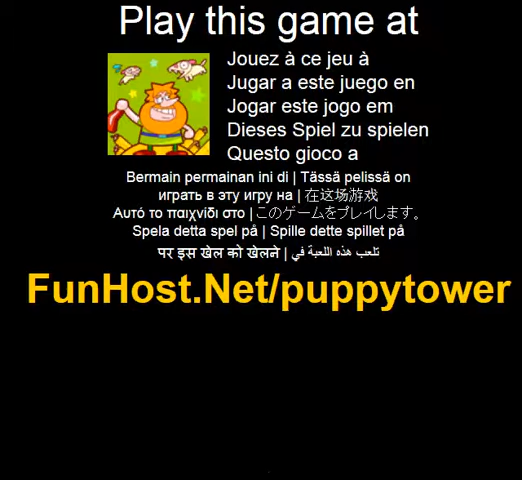 Play this game at
Jouez à ce jeu à
Jugar a este juego en
Jogar este jogo em
Dieses Spiel zu spielen
Questo gioco a
Bermain permainan ini di | Tässä pelissä on
играть в эту игру на | 在这场游戏
Αυτό το παιχνίδι στο | このゲームをプレイします。
Spela detta spel på | Spille dette spillet på
पर इस खेल को खेलने | تلعب هذه اللعبة في
FunHost.Net/puppytower